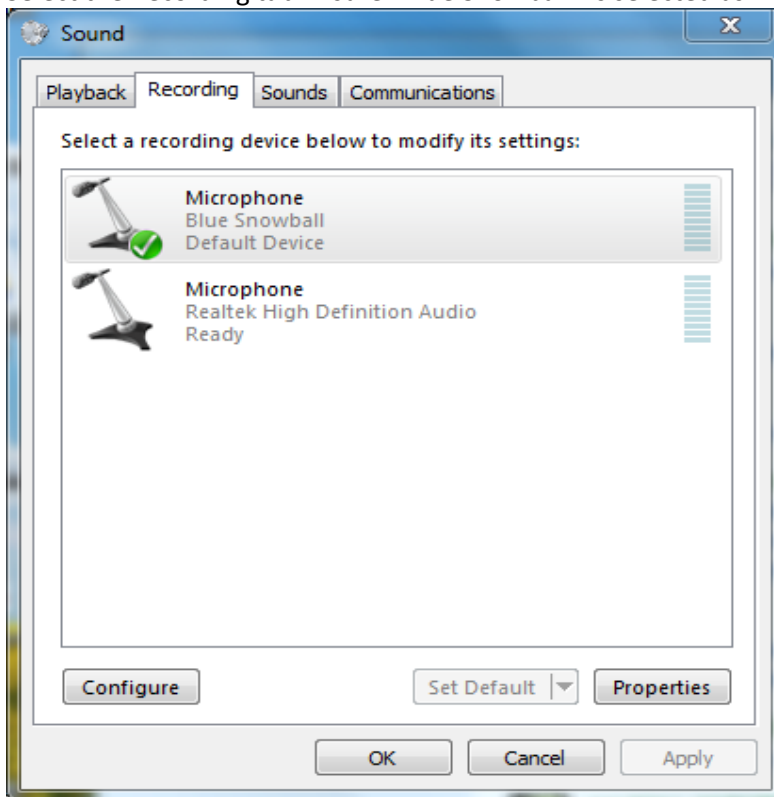 Sound
Playback Recording Sounds Communications
Select a recording device below to modify its settings:
Microphone
Blue Snowball
Default Device
Microphone
Realtek High Definition Audio
Ready
Configure Set Default Properties
OK Cancel Apply